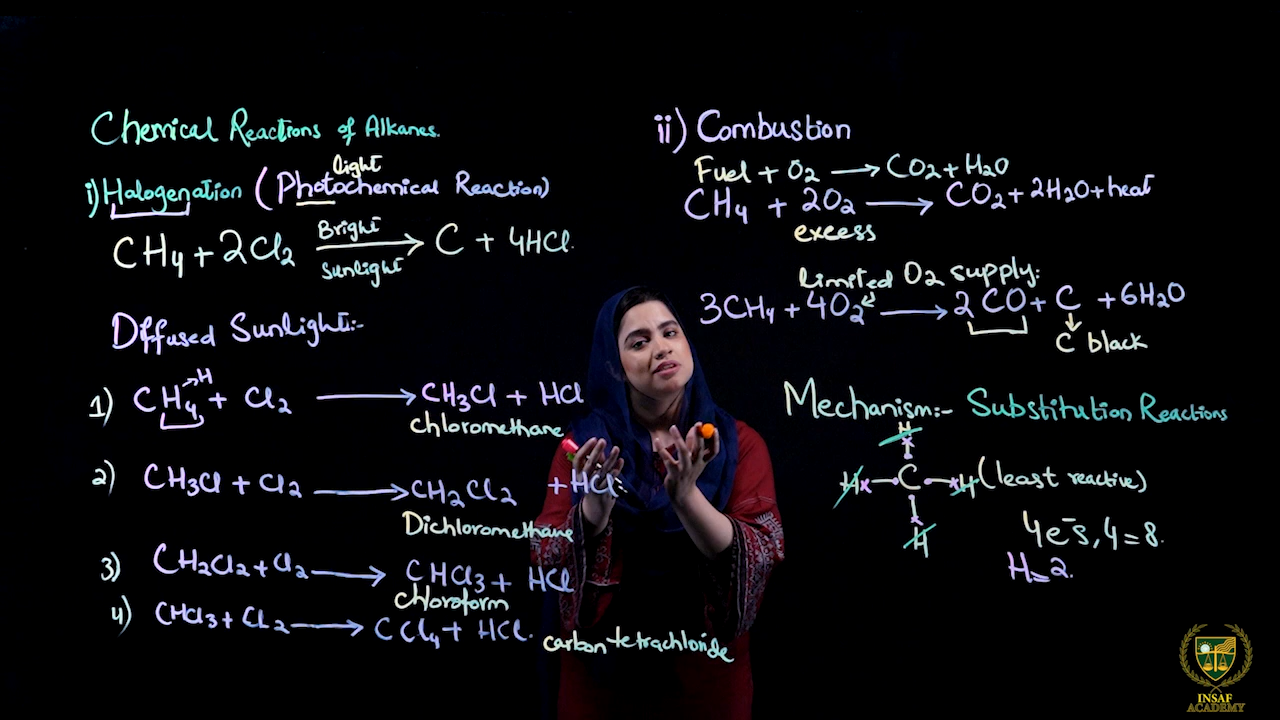 Chemical Reactions of Alkanes.
light
i) Halogenation (Photochemical Reaction)
CH4 + 2Cl2 Bright Sunlight → C + 4HCl.
Diffused Sunlight:-
1) CH4 → H + Cl2 → CH3Cl + HCl
chloromethane
2) CH3Cl + Cl2 → CH2Cl2 + HCl
Dichloromethane
3) CH2Cl2 + Cl2 → CHCl3 + HCl
chloroform
4) CHCl3 + Cl2 → CCl4 + HCl.
carbontetrachloride
ii) Combustion
Fuel + O2 → CO2 + H2O
CH4 + 2O2 → CO2 + 2H2O + heat
excess
limited O2 supply:
3CH4 + 4O2 → 2CO + C + 6H2O
C black
Mechanism:- Substitution Reactions
H
H C H (least reactive)
H
4e-s, 4=8.
H=2.
INSAF
ACADEMY